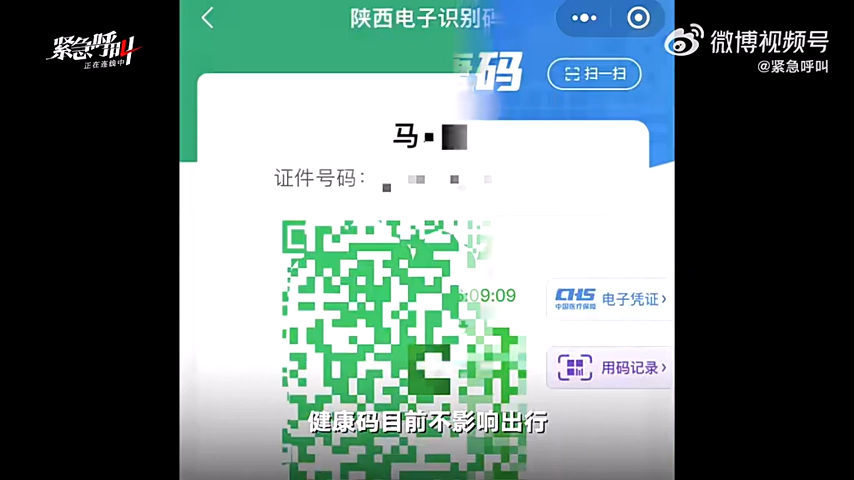 紧急呼叫
正在连线中
陕西电子识别码
微博视频号
@紧急呼叫
康码
扫一扫
马·
证件号码：
:09:09
CHS
中国医疗保障
电子凭证
用码记录
健康码目前不影响出行